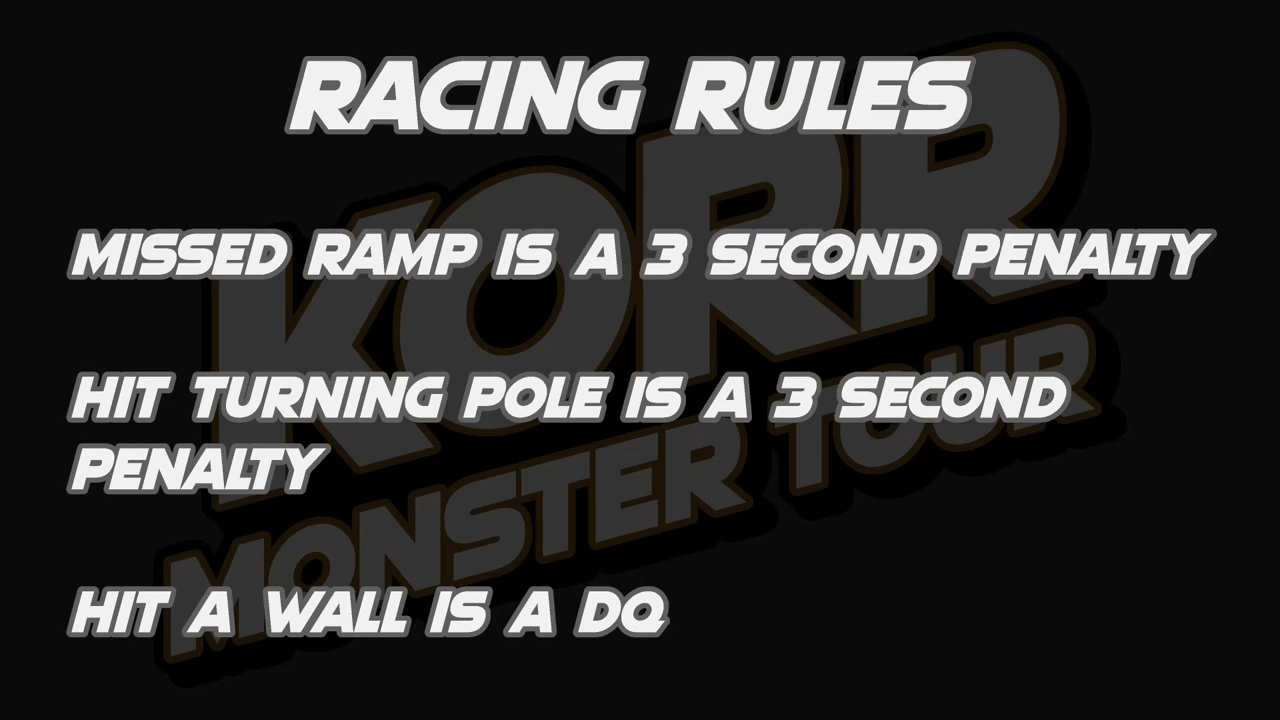 RACING RULES
MISSED RAMP IS A 3 SECOND PENALTY
HIT TURNING POLE IS A 3 SECOND
PENALTY
HIT A WALL IS A DQ
KORR
MONSTER TOUR